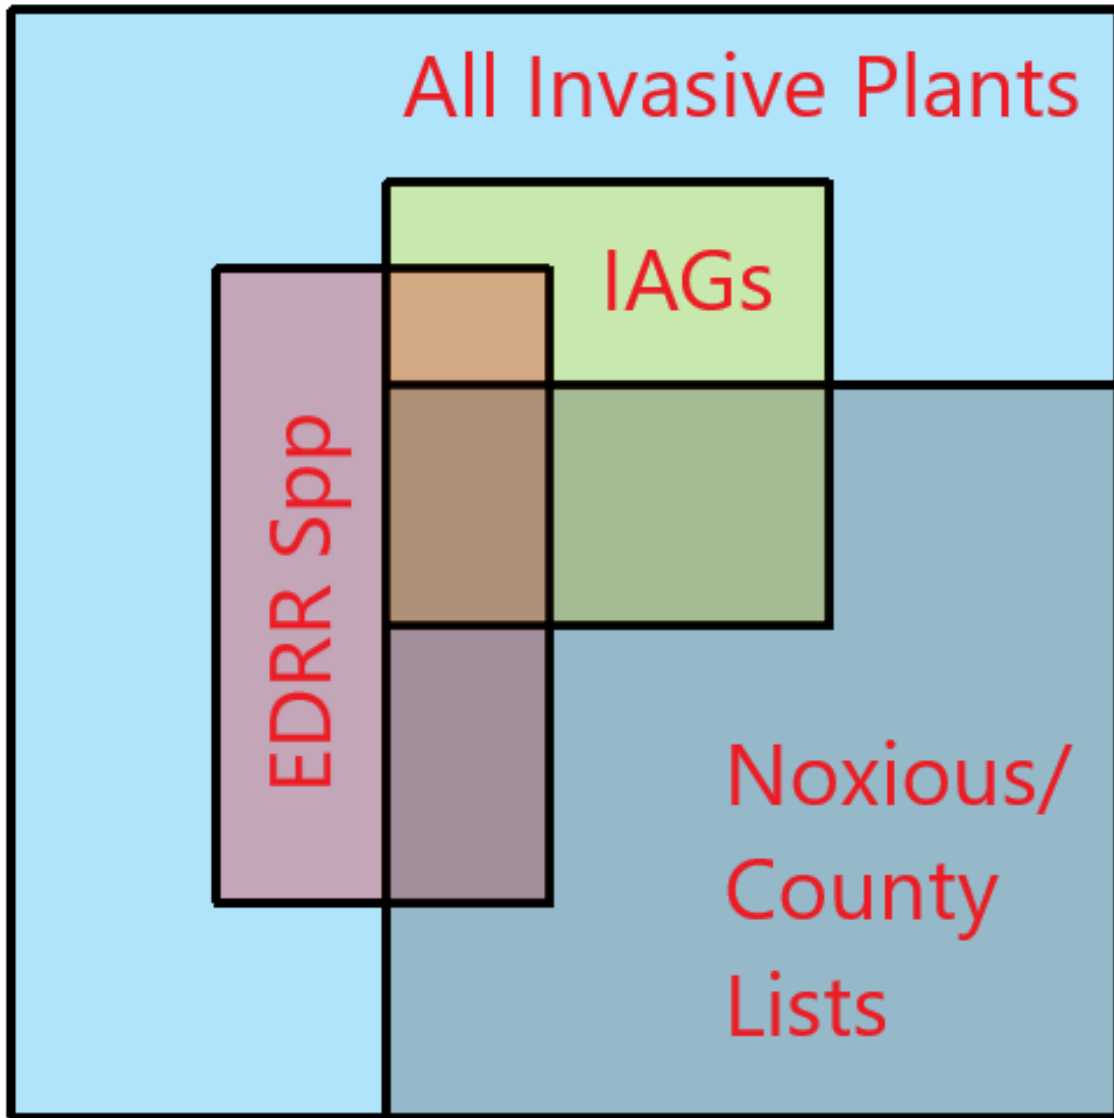 All Invasive Plants
IAGs
EDRR Spp
Noxious/
County
Lists